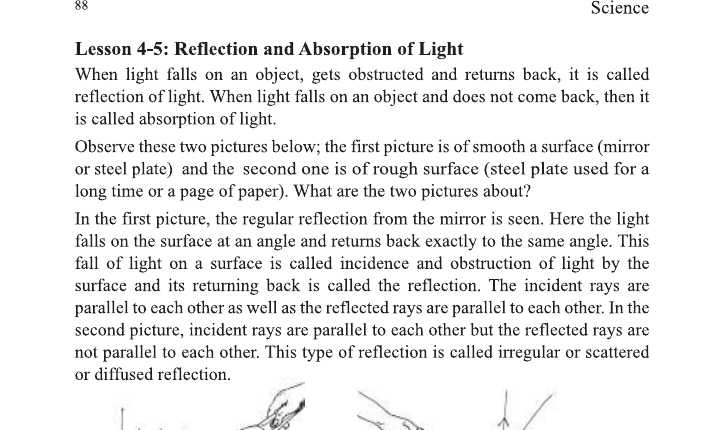 88
Science
Lesson 4-5: Reflection and Absorption of Light
When light falls on an object, gets obstructed and returns back, it is called
reflection of light. When light falls on an object and does not come back, then it
is called absorption of light.
Observe these two pictures below; the first picture is of smooth a surface (mirror
or steel plate) and the second one is of rough surface (steel plate used for a
long time or a page of paper). What are the two pictures about?
In the first picture, the regular reflection from the mirror is seen. Here the light
falls on the surface at an angle and returns back exactly to the same angle. This
fall of light on a surface is called incidence and obstruction of light by the
surface and its returning back is called the reflection. The incident rays are
parallel to each other as well as the reflected rays are parallel to each other. In the
second picture, incident rays are parallel to each other but the reflected rays are
not parallel to each other. This type of reflection is called irregular or scattered
or diffused reflection.